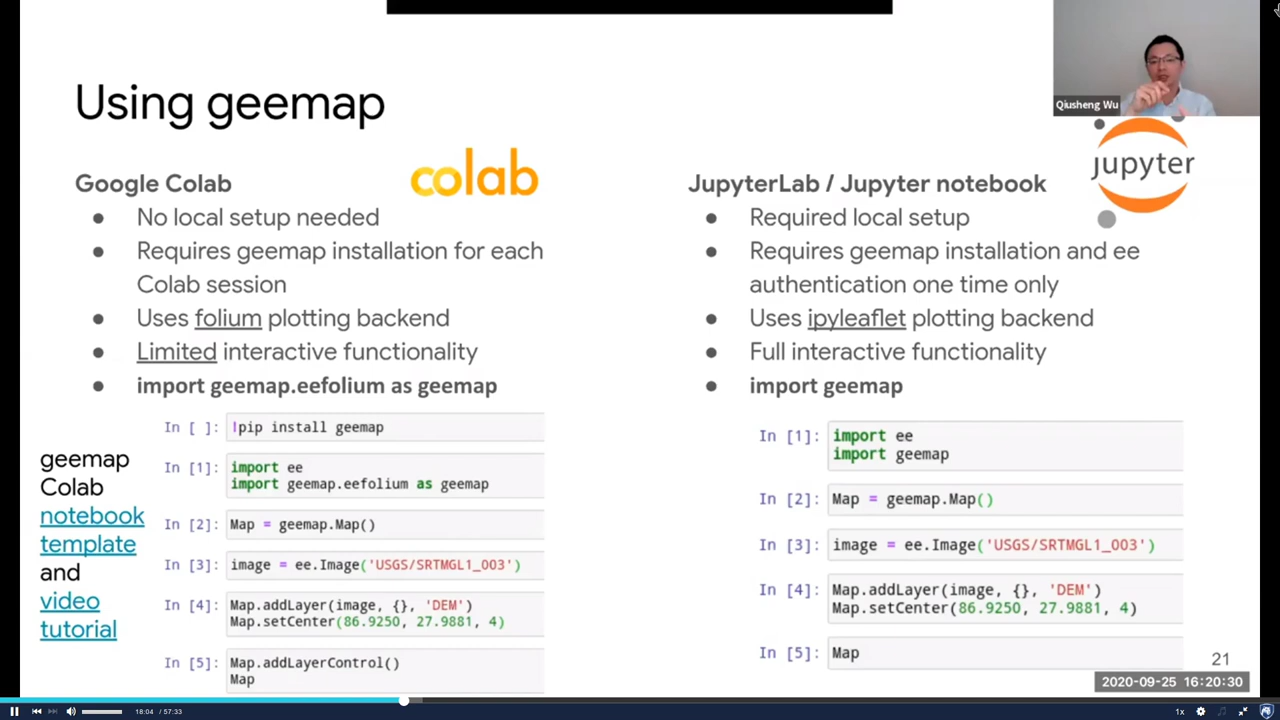 Using geemap
Qiusheng Wu
Google Colab
colab
● No local setup needed
● Requires geemap installation for each
Colab session
● Uses folium plotting backend
● Limited interactive functionality
● import geemap.eefolium as geemap
In [ ]: !pip install geemap
In [1]: import ee
import geemap.eefolium as geemap
In [2]: Map = geemap.Map()
In [3]: image = ee.Image('USGS/SRTMGL1_003')
In [4]: Map.addLayer(image, {}, 'DEM')
Map.setCenter(86.9250, 27.9881, 4)
In [5]: Map.addLayerControl()
Map
geemap
Colab
notebook
template
and
video
tutorial
JupyterLab / Jupyter notebook
jupyter
● Required local setup
● Requires geemap installation and ee
authentication one time only
● Uses ipyleaflet plotting backend
● Full interactive functionality
● import geemap
In [1]: import ee
import geemap
In [2]: Map = geemap.Map()
In [3]: image = ee.Image('USGS/SRTMGL1_003')
In [4]: Map.addLayer(image, {}, 'DEM')
Map.setCenter(86.9250, 27.9881, 4)
In [5]: Map
21
2020-09-25 16:20:30
18:04 / 57:33
1x